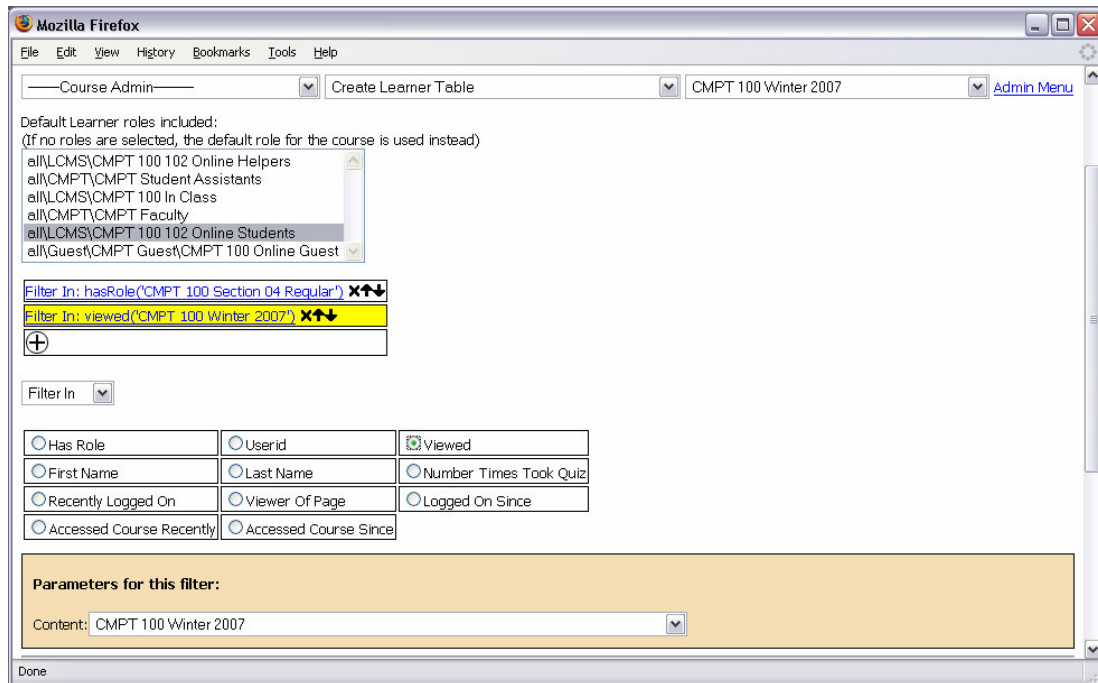 Mozilla Firefox
File Edit View History Bookmarks Tools Help
——Course Admin—— Create Learner Table CMPT 100 Winter 2007 Admin Menu
Default Learner roles included:
(If no roles are selected, the default role for the course is used instead)
all\LCMS\CMPT 100 102 Online Helpers
all\CMPT\CMPT Student Assistants
all\LCMS\CMPT 100 In Class
all\CMPT\CMPT Faculty
all\LCMS\CMPT 100 102 Online Students
all\Guest\CMPT Guest\CMPT 100 Online Guest
Filter In: hasRole('CMPT 100 Section 04 Regular')
Filter In: viewed('CMPT 100 Winter 2007')
Filter In
Has Role Userid Viewed
First Name Last Name Number Times Took Quiz
Recently Logged On Viewer Of Page Logged On Since
Accessed Course Recently Accessed Course Since
Parameters for this filter:
Content: CMPT 100 Winter 2007
Done